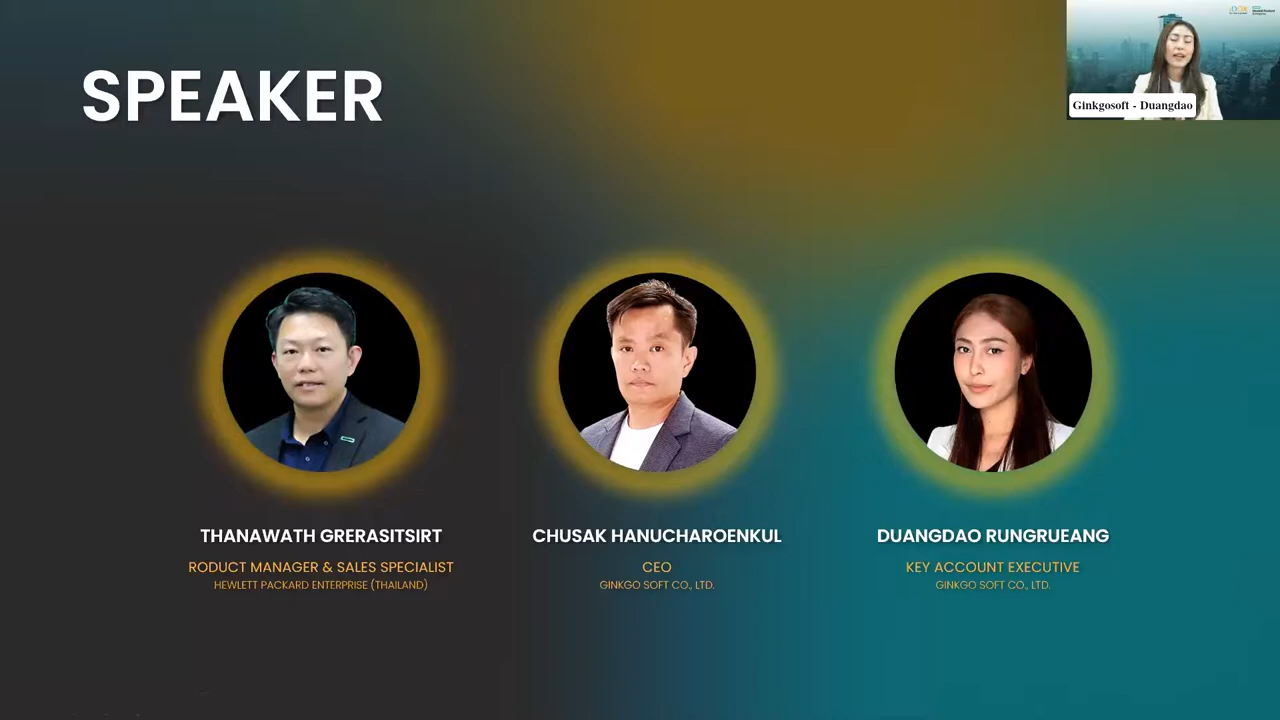 SPEAKER
Ginkgosoft - Duangdao
THANAWATH GRERASITSIRT
RODUCT MANAGER & SALES SPECIALIST
HEWLETT PACKARD ENTERPRISE (THAILAND)
CHUSAK HANUCHAROENKUL
CEO
GINKGO SOFT CO., LTD.
DUANGDAO RUNGRUEANG
KEY ACCOUNT EXECUTIVE
GINKGO SOFT CO., LTD.